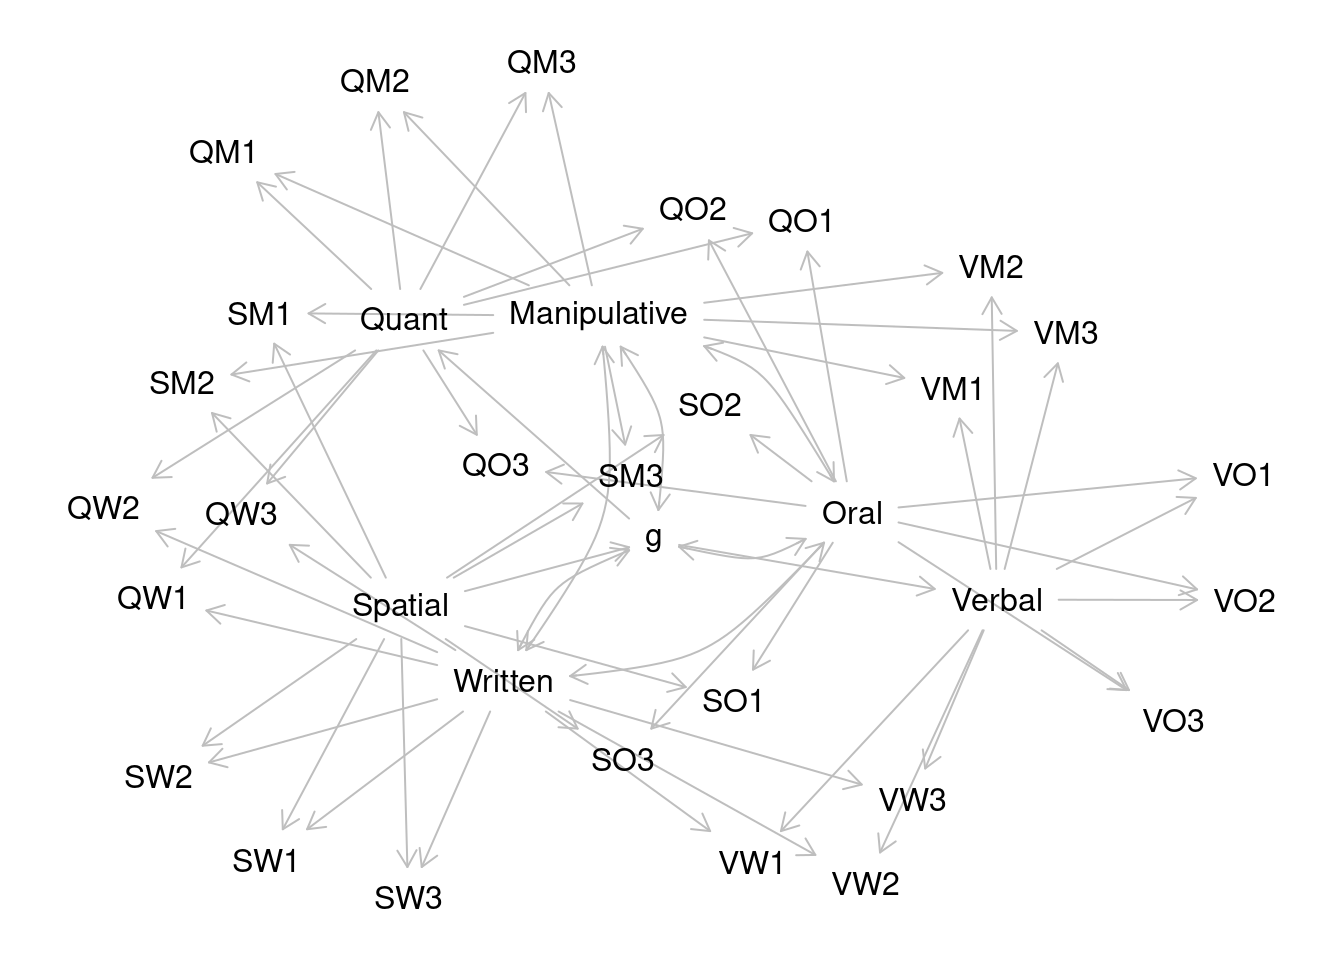 QM3
QM2
QM1
QO2
QO1
VM2
SM1
Quant
Manipulative
VM3
SM2
VM1
SO2
QO3
SM3
VO1
QW2
QW3
Oral
g
QW1
Spatial
Verbal
VO2
Written
SO1
VO3
SO3
SW2
VW3
SW1
VW1
VW2
SW3